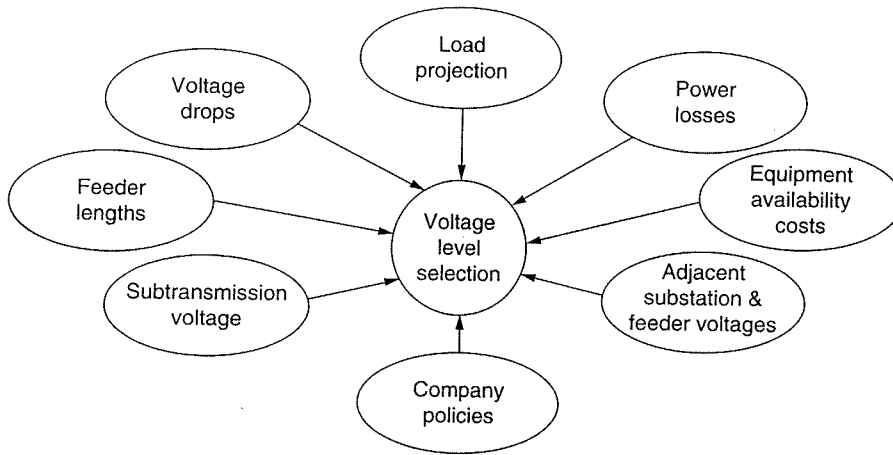 Load
projection
Voltage
drops
Power
losses
Feeder
lengths
Equipment
availability
costs
Voltage
level
selection
Subtransmission
voltage
Adjacent
substation &
feeder voltages
Company
policies